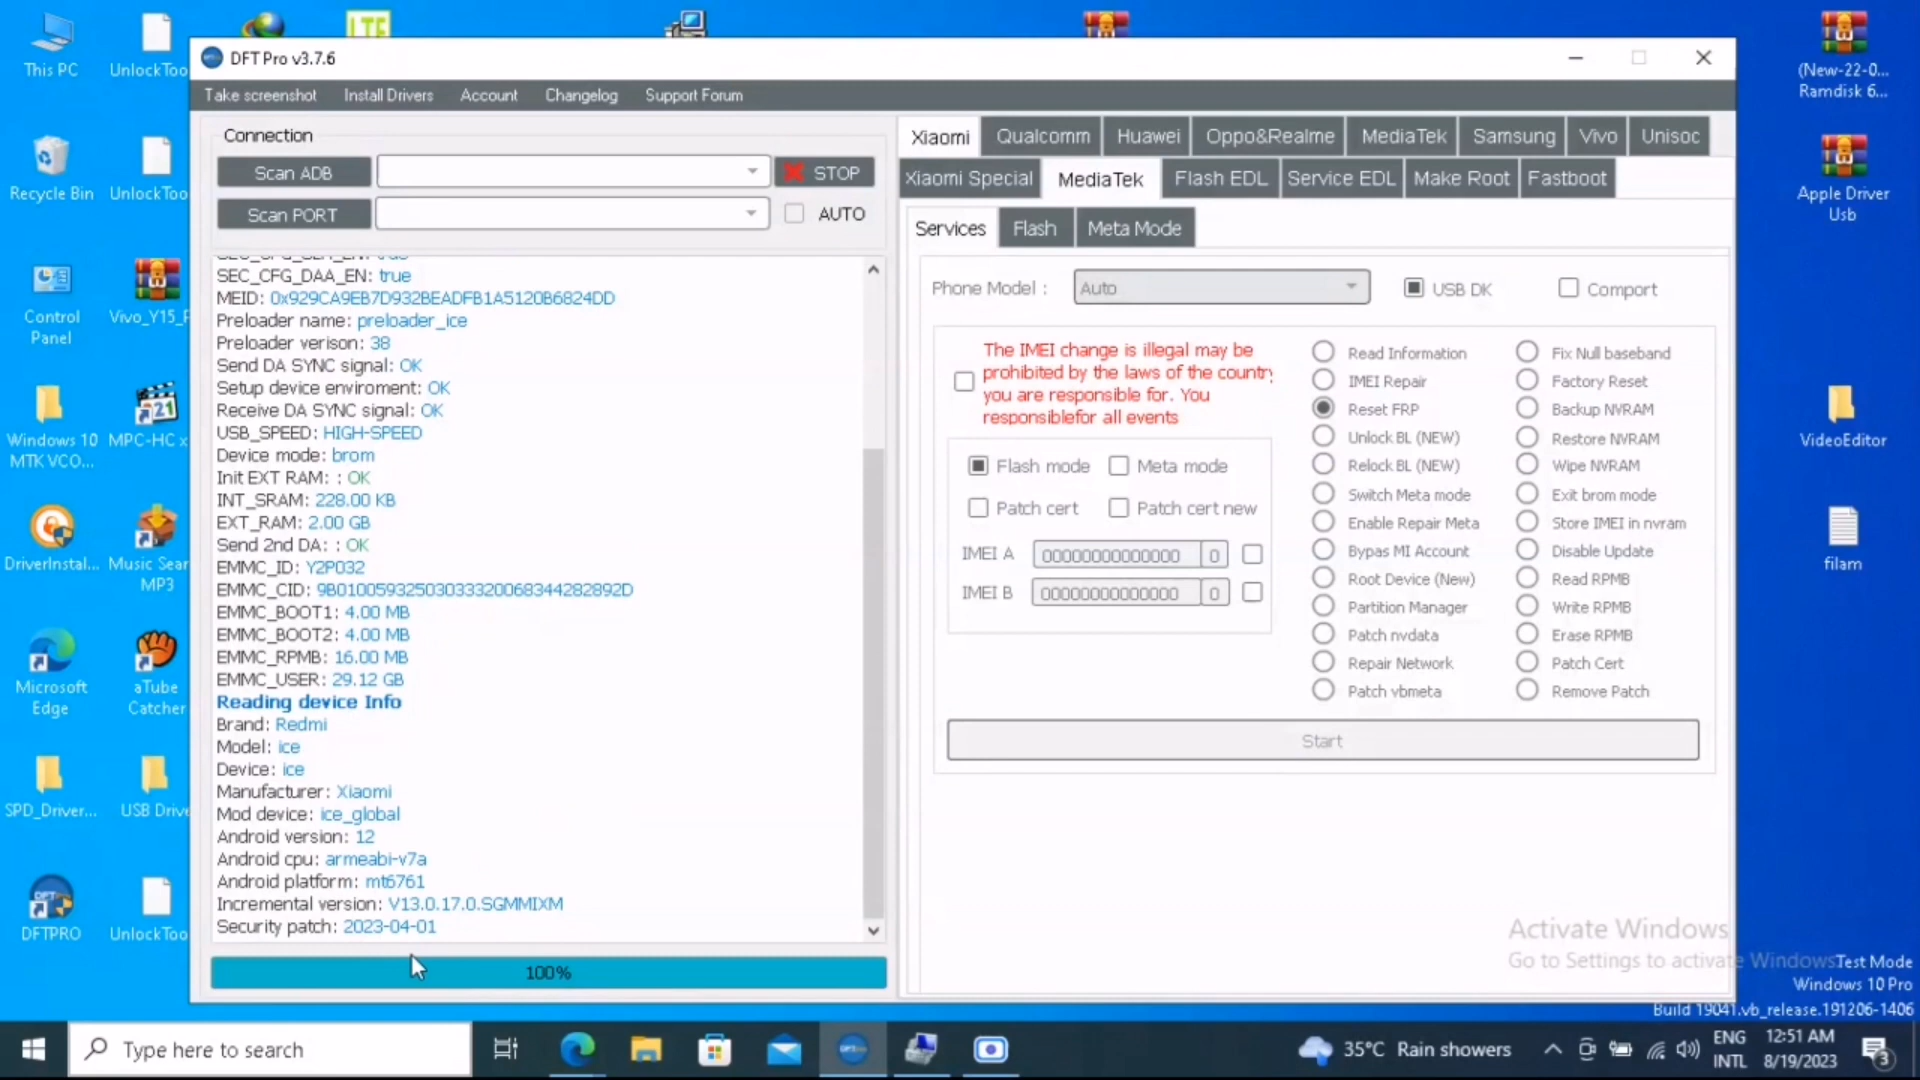 This PC
UnlockToo
LTE
(New-22-0...
Ramdisk 6...
DFT Pro v3.7.6
Take screenshot
Install Drivers
Account
Changelog
Support Forum
Connection
Scan ADB
STOP
Scan PORT
AUTO
Xiaomi
Qualcomm
Huawei
Oppo&Realme
MediaTek
Samsung
Vivo
Unisoc
Xiaomi Special
MediaTek
Flash EDL
Service EDL
Make Root
Fastboot
Services
Flash
Meta Mode
Recycle Bin
UnlockToo
Apple Driver
Usb
SEC_CFG_DAA_EN: true
MEID: 0x929CA9EB7D932BEADFB1A5120B6824DD
Preloader name: preloader_ice
Preloader verison: 38
Send DA SYNC signal: OK
Setup device enviroment: OK
Receive DA SYNC signal: OK
USB_SPEED: HIGH-SPEED
Device mode: brom
Init EXT RAM: : OK
INT_SRAM: 228.00 KB
EXT_RAM: 2.00 GB
Send 2nd DA: : OK
EMMC_ID: Y2P032
EMMC_CID: 9B010059325030333200683442828​92D
EMMC_BOOT1: 4.00 MB
EMMC_BOOT2: 4.00 MB
EMMC_RPMB: 16.00 MB
EMMC_USER: 29.12 GB
Reading device Info
Brand: Redmi
Model: ice
Device: ice
Manufacturer: Xiaomi
Mod device: ice_global
Android version: 12
Android cpu: armeabi-v7a
Android platform: mt6761
Incremental version: V13.0.17.0.SGMMIXM
Security patch: 2023-04-01
100%
Phone Model :
Auto
USB DK
Comport
The IMEI change is illegal may be
prohibited by the laws of the country
you are responsible for. You
responsiblefor all events
Flash mode
Meta mode
Patch cert
Patch cert new
IMEI A
00000000000000
0
IMEI B
00000000000000
0
Read Information
IMEI Repair
Reset FRP
Unlock BL (NEW)
Relock BL (NEW)
Switch Meta mode
Enable Repair Meta
Bypas MI Account
Root Device (New)
Partition Manager
Patch nvdata
Repair Network
Patch vbmeta
Fix Null baseband
Factory Reset
Backup NVRAM
Restore NVRAM
Wipe NVRAM
Exit brom mode
Store IMEI in nvram
Disable Update
Read RPMB
Write RPMB
Erase RPMB
Patch Cert
Remove Patch
Start
Control
Panel
Vivo_Y15_F
Windows 10
MTK VCO...
MPC-HC x
DriverInstal...
Music Sear
MP3
Microsoft
Edge
aTube
Catcher
SPD_Driver...
USB Drive
DFTPRO
UnlockToo
VideoEditor
filam
Activate Windows
Go to Settings to activate Windows.
Test Mode
Windows 10 Pro
Build 19041.vb_release.191206-1406
Type here to search
35°C Rain showers
ENG
INTL
12:51 AM
8/19/2023
3